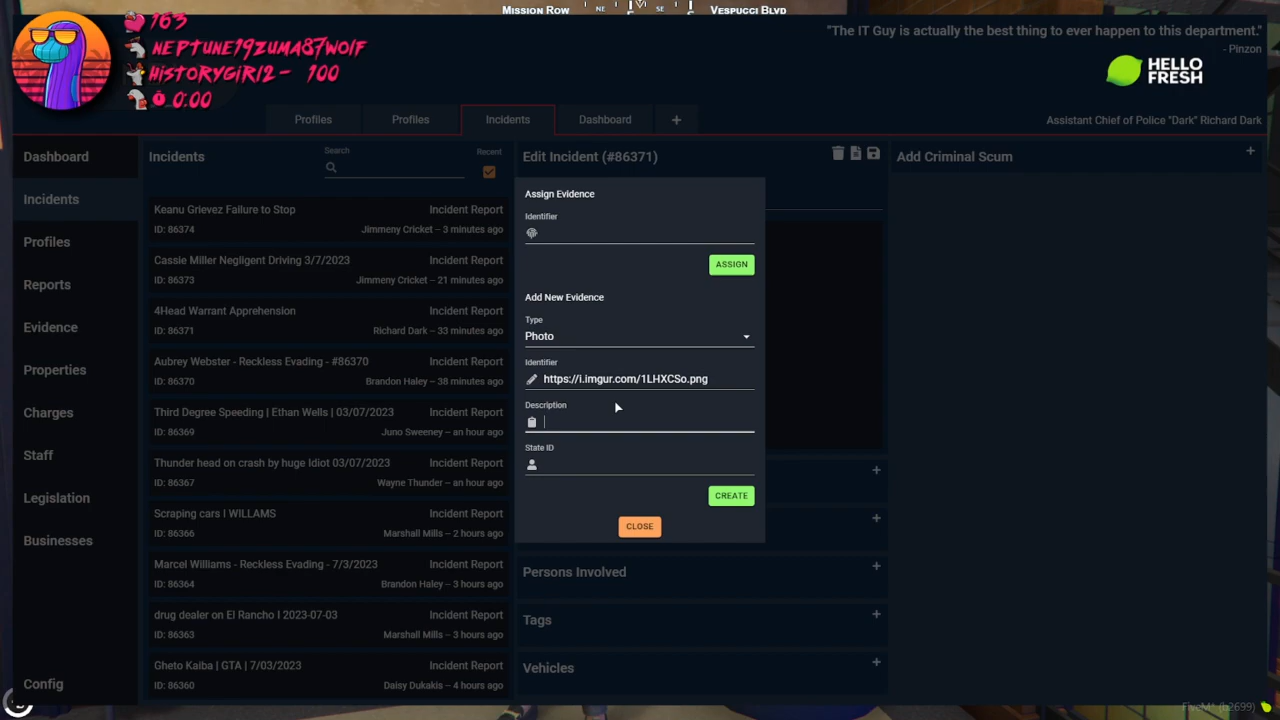 Mission Row
NE
SE
Vespucci Blvd
163
NEPTUNE19ZUMA87WOLF
HISTORYGIRL2 - 100
0:00
"The IT Guy is actually the best thing to ever happen to this department."
- Pinzon
HELLO
FRESH
Profiles
Profiles
Incidents
Dashboard
+
Assistant Chief of Police "Dark" Richard Dark
Dashboard
Incidents
Profiles
Reports
Evidence
Properties
Charges
Staff
Legislation
Businesses
Config
Incidents
Search
Recent
Keanu Grievez Failure to Stop Incident Report
ID: 86374 Jimmeny Cricket – 3 minutes ago
Cassie Miller Negligent Driving 3/7/2023 Incident Report
ID: 86373 Jimmeny Cricket – 21 minutes ago
4Head Warrant Apprehension Incident Report
ID: 86371 Richard Dark – 33 minutes ago
Aubrey Webster - Reckless Evading - #86370 Incident Report
ID: 86370 Brandon Haley – 38 minutes ago
Third Degree Speeding | Ethan Wells | 03/07/2023 Incident Report
ID: 86369 Juno Sweeney – an hour ago
Thunder head on crash by huge Idiot 03/07/2023 Incident Report
ID: 86367 Wayne Thunder – an hour ago
Scraping cars I WILLAMS Incident Report
ID: 86366 Marshall Mills – 2 hours ago
Marcel Williams - Reckless Evading - 7/3/2023 Incident Report
ID: 86364 Brandon Haley – 3 hours ago
drug dealer on El Rancho I 2023-07-03 Incident Report
ID: 86363 Marshall Mills – 3 hours ago
Gheto Kaiba | GTA | 7/03/2023 Incident Report
ID: 86360 Daisy Dukakis – 4 hours ago
Edit Incident (#86371)
Assign Evidence
Identifier
ASSIGN
Add New Evidence
Type
Photo
Identifier
https://i.imgur.com/1LHXCSo.png
Description
State ID
CREATE
CLOSE
+
+
Persons Involved +
Tags +
Vehicles +
Add Criminal Scum +
FiveM* (b2699)